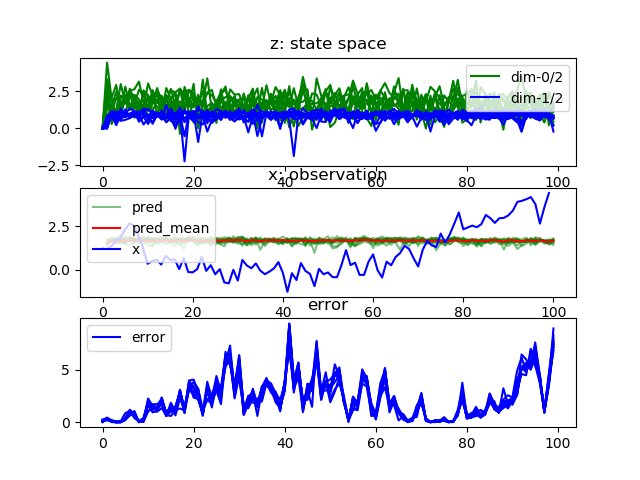 z: state space
2.5
0.0
−2.5
dim-0/2
dim-1/2
0 20 40 60 80 100
x: observation
2.5
0.0
pred
pred_mean
x
0 20 40 60 80 100
error
5
0
error
0 20 40 60 80 100